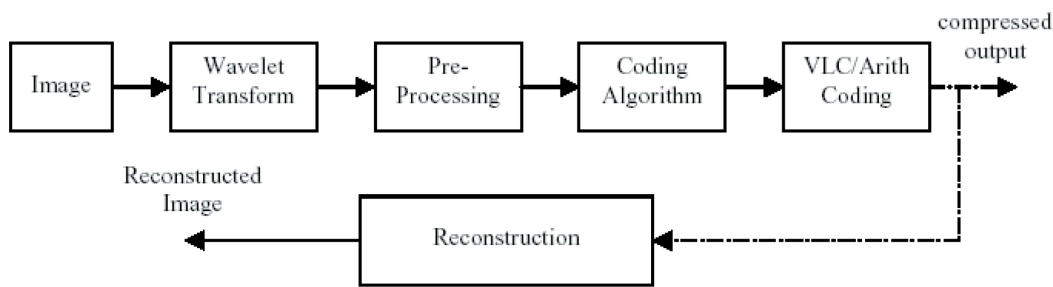 compressed
output
Image
Wavelet
Transform
Pre-
Processing
Coding
Algorithm
VLC/Arith
Coding
Reconstructed
Image
Reconstruction